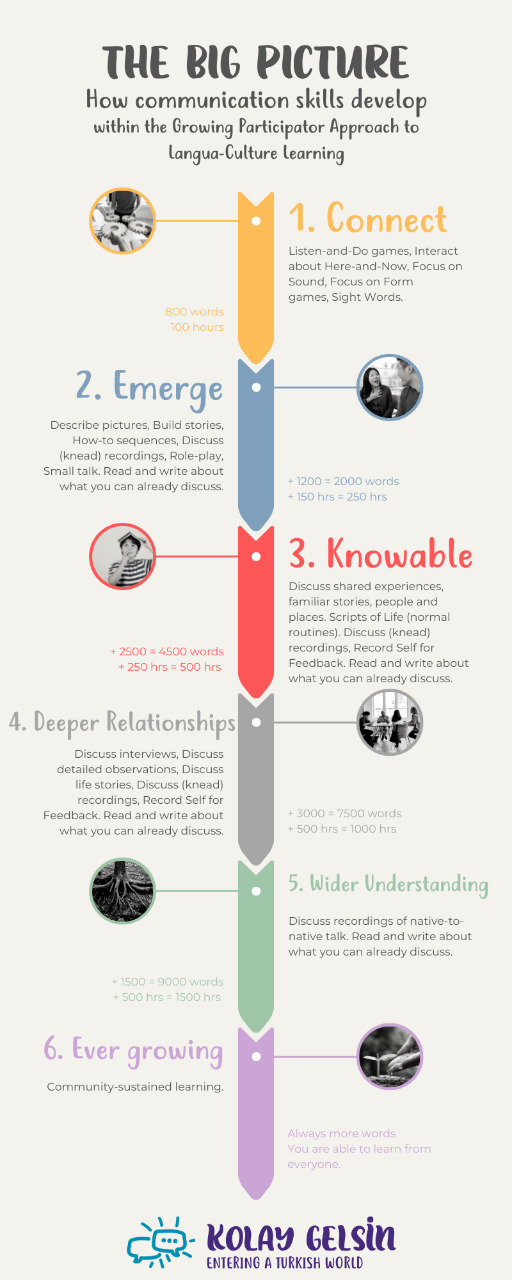 THE BIG PICTURE
How communication skills develop
within the Growing Participator Approach to
Langua-Culture Learning
1. Connect
Listen-and-Do games, Interact
about Here-and-Now, Focus on
Sound, Focus on Form
games, Sight Words.
800 words
100 hours
2. Emerge
Describe pictures, Build stories,
How-to sequences, Discuss
(knead) recordings, Role-play,
Small talk. Read and write about
what you can already discuss.
+ 1200 = 2000 words
+ 150 hrs = 250 hrs
3. Knowable
Discuss shared experiences,
familiar stories, people and
places. Scripts of Life (normal
routines). Discuss (knead)
recordings, Record Self for
Feedback. Read and write about
what you can already discuss.
+ 2500 = 4500 words
+ 250 hrs = 500 hrs
4. Deeper Relationships
Discuss interviews, Discuss
detailed observations, Discuss
life stories, Discuss (knead)
recordings, Record Self for
Feedback. Read and write about
what you can already discuss.
+ 3000 = 7500 words
+ 500 hrs = 1000 hrs
5. Wider Understanding
Discuss recordings of native-to-
native talk. Read and write about
what you can already discuss.
+ 1500 = 9000 words
+ 500 hrs = 1500 hrs
6. Ever growing
Community-sustained learning.
Always more words
You are able to learn from
everyone.
KOLAY GELSİN
ENTERING A TURKISH WORLD